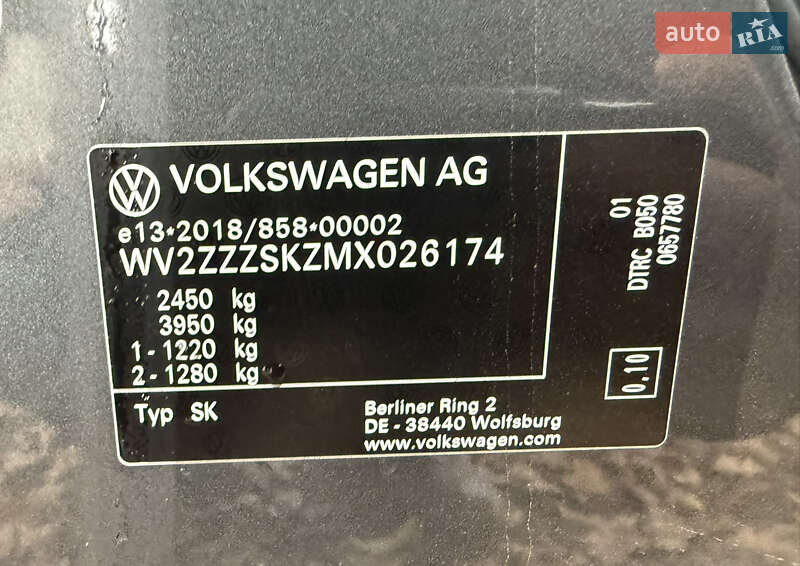 auto RIA
.com
VOLKSWAGEN AG
e13*2018/858*00002
WV2ZZZSKZMX026174
2450 kg
3950 kg
1 - 1220 kg
2 - 1280 kg
Typ SK
Berliner Ring 2
DE - 38440 Wolfsburg
www.volkswagen.com
01
DTRC B050
0657780
0.10